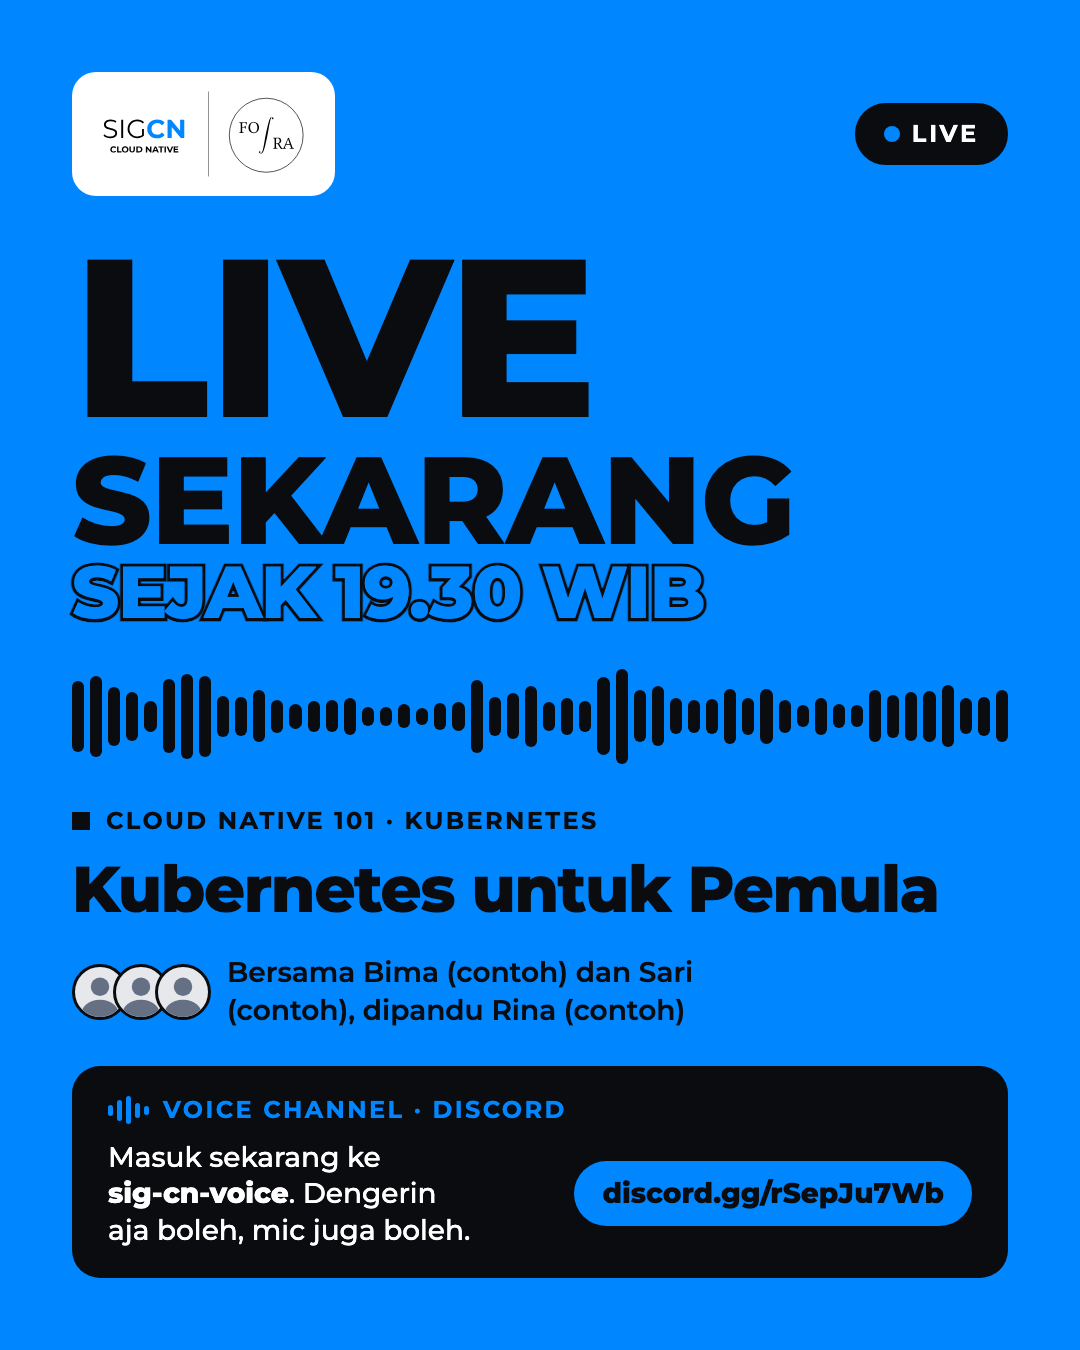 SIGCN
CLOUD NATIVE
FO
RA
LIVE
LIVE
SEKARANG
SEJAK 19.30 WIB
CLOUD NATIVE 101 · KUBERNETES
Kubernetes untuk Pemula
Bersama Bima (contoh) dan Sari
(contoh), dipandu Rina (contoh)
VOICE CHANNEL · DISCORD
Masuk sekarang ke
sig-cn-voice. Dengerin
aja boleh, mic juga boleh.
discord.gg/rSepJu7Wb